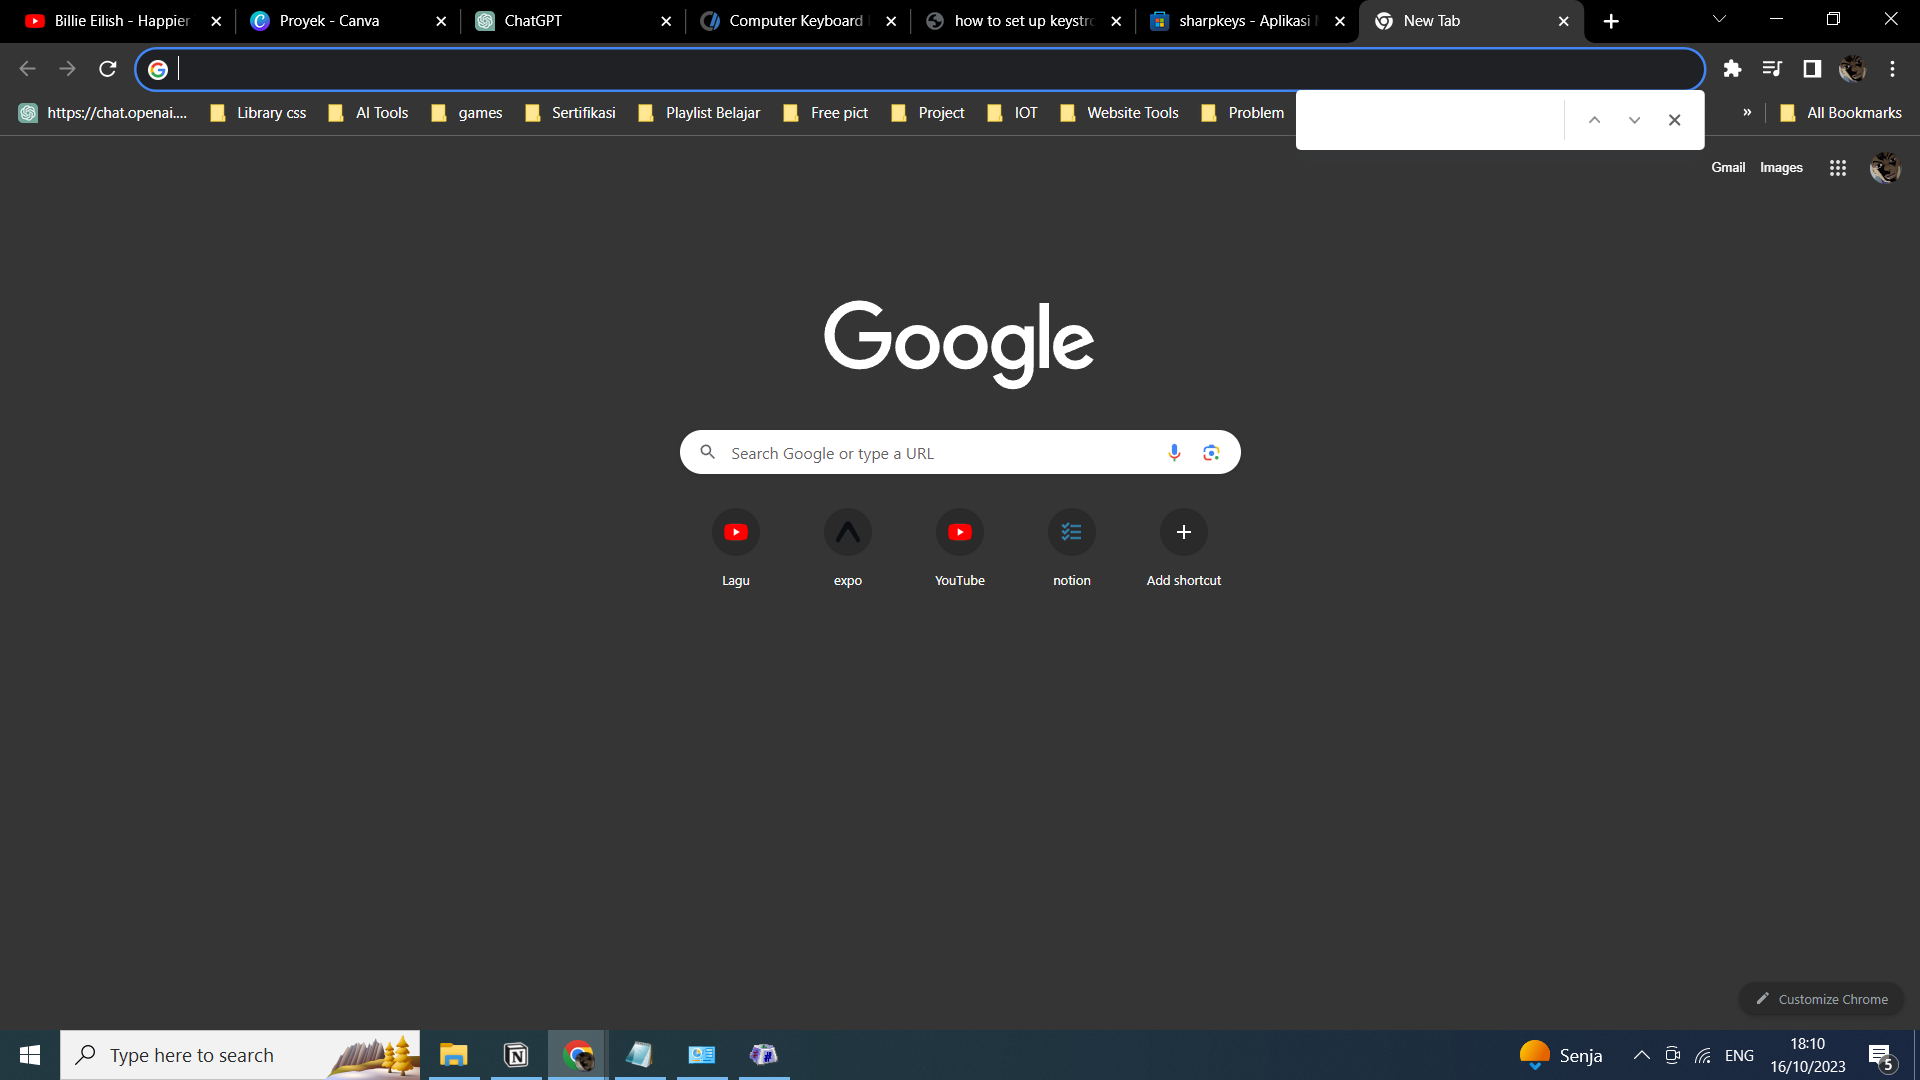 Billie Eilish - Happier
Proyek - Canva
ChatGPT
Computer Keyboard
how to set up keystro
sharpkeys - Aplikasi
New Tab
https://chat.openai....
Library css
AI Tools
games
Sertifikasi
Playlist Belajar
Free pict
Project
IOT
Website Tools
Problem
»
All Bookmarks
Gmail
Images
Google
Search Google or type a URL
Lagu
expo
YouTube
notion
Add shortcut
Customize Chrome
Type here to search
Senja
ENG
18:10
16/10/2023
5